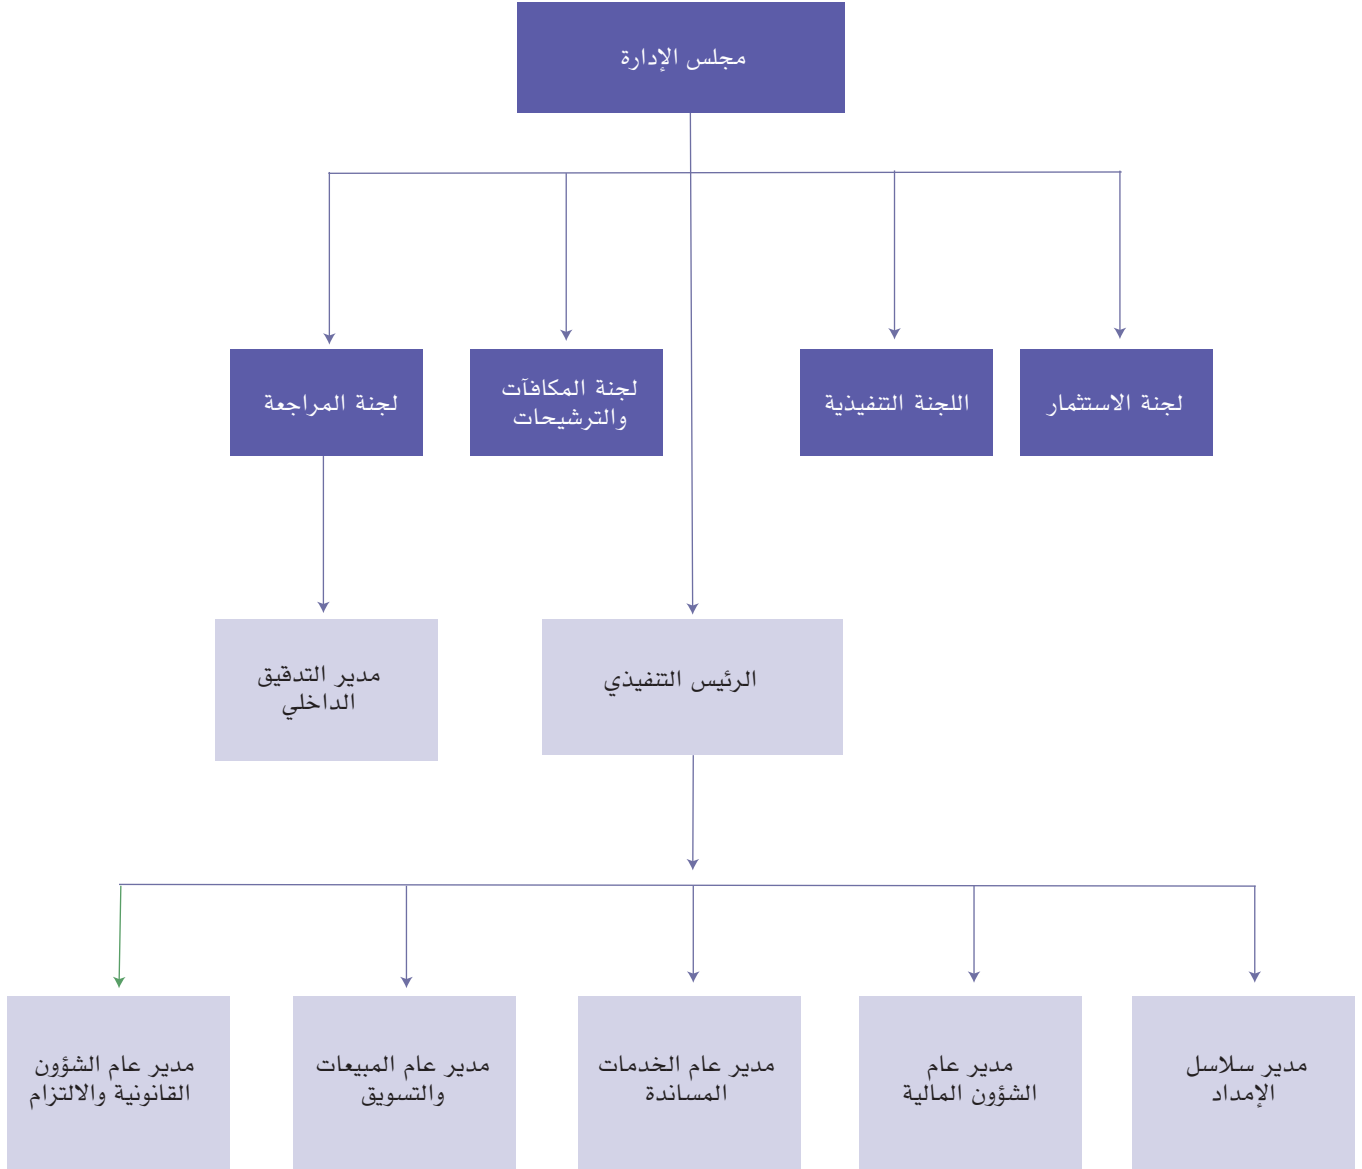 مجلس الإدارة
لجنة الاستثمار
اللجنة التنفيذية
لجنة المكافآت
والترشيحات
لجنة المراجعة
الرئيس التنفيذي
مدير التدقيق
الداخلي
مدير سلاسل
الإمداد
مدير عام
الشؤون المالية
مدير عام الخدمات
المساندة
مدير عام المبيعات
والتسويق
مدير عام الشؤون
القانونية والالتزام